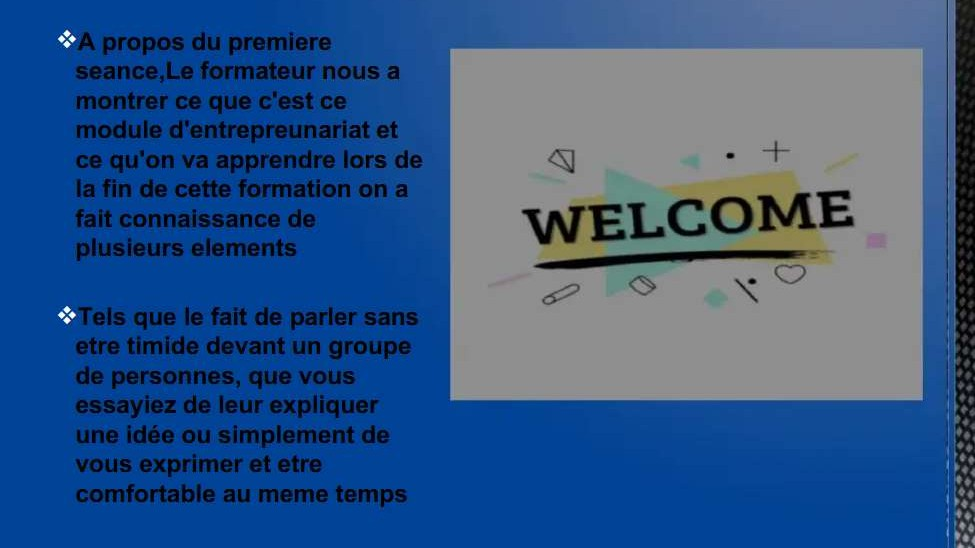 ❖A propos du premiere
seance,Le formateur nous a
montrer ce que c'est ce
module d'entrepreunariat et
ce qu'on va apprendre lors de
la fin de cette formation on a
fait connaissance de
plusieurs elements
❖Tels que le fait de parler sans
etre timide devant un groupe
de personnes, que vous
essayiez de leur expliquer
une idée ou simplement de
vous exprimer et etre
comfortable au meme temps
WELCOME